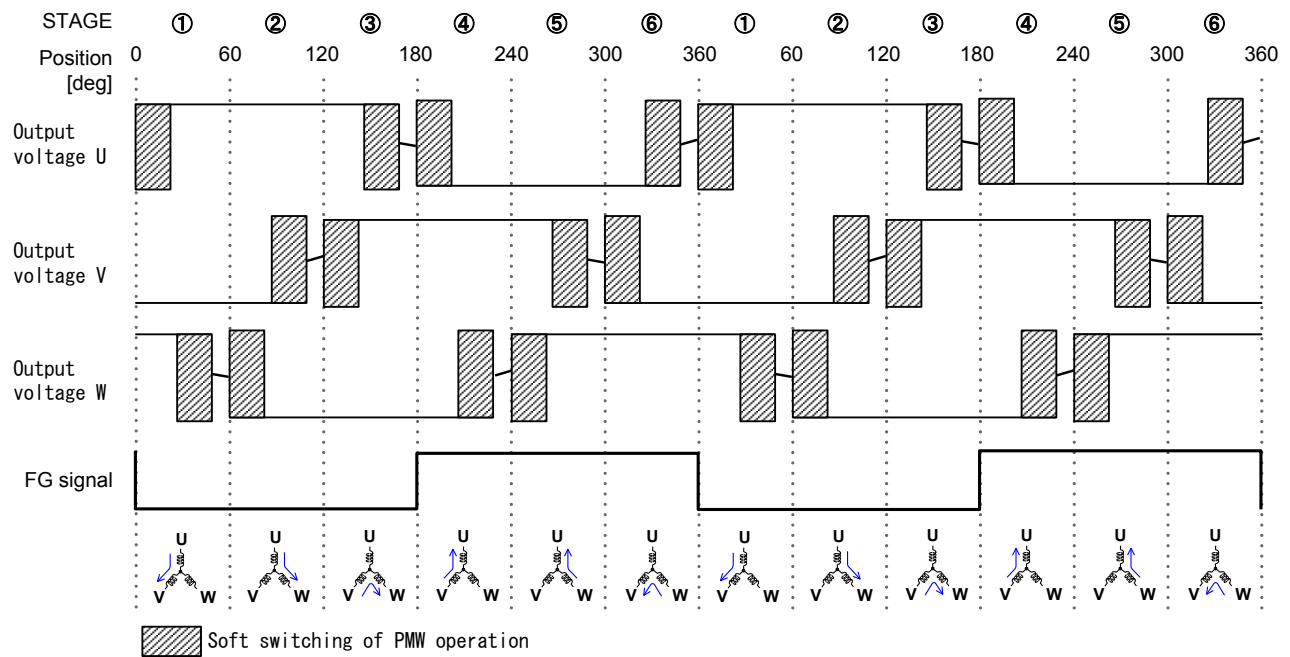 STAGE ① ② ③ ④ ⑤ ⑥ ① ② ③ ④ ⑤ ⑥
Position [deg] 0 60 120 180 240 300 360 60 120 180 240 300 360
Output voltage U
Output voltage V
Output voltage W
FG signal
U U U U U U U U U U U U
V W V W V W V W V W V W V W V W V W V W V W V W
Soft switching of PMW operation